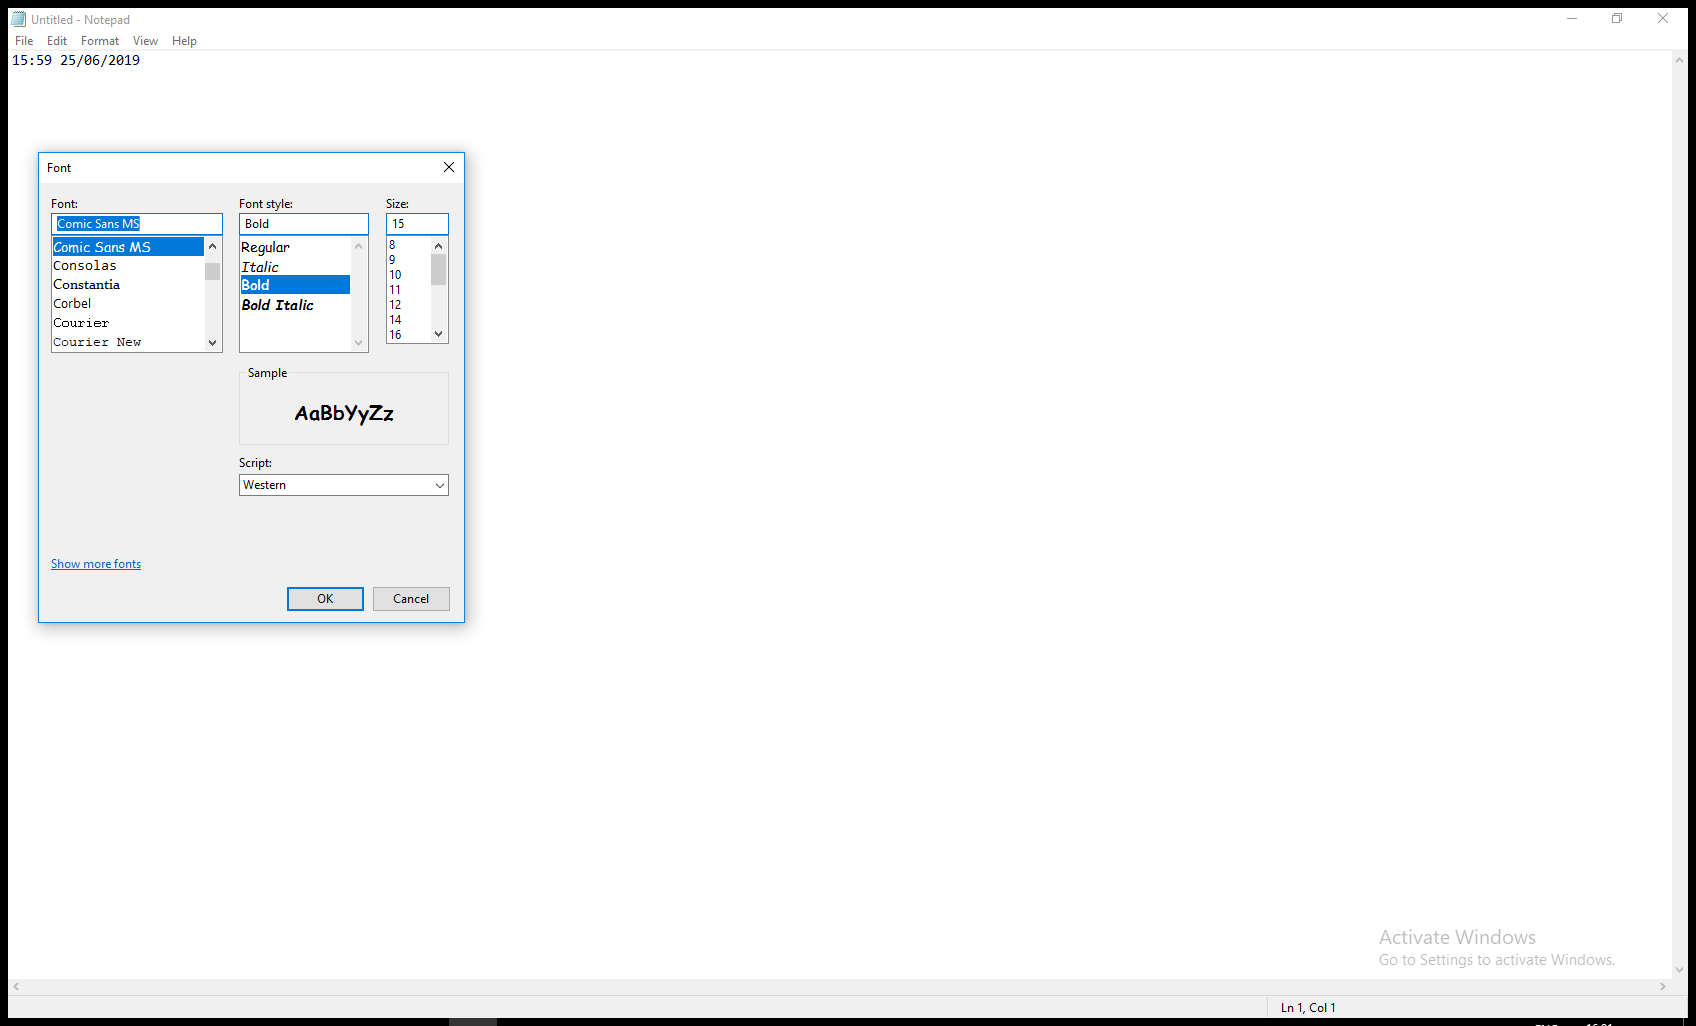 Untitled - Notepad
File Edit Format View Help
15:59 25/06/2019
Font
Font: Font style: Size:
Comic Sans MS Bold 15
Comic Sans MS
Consolas
Constantia
Corbel
Courier
Courier New
Regular
Italic
Bold
Bold Italic
8
9
10
11
12
14
16
Sample
AaBbYyZz
Script:
Western
Show more fonts
OK Cancel
Activate Windows
Go to Settings to activate Windows.
Ln 1, Col 1